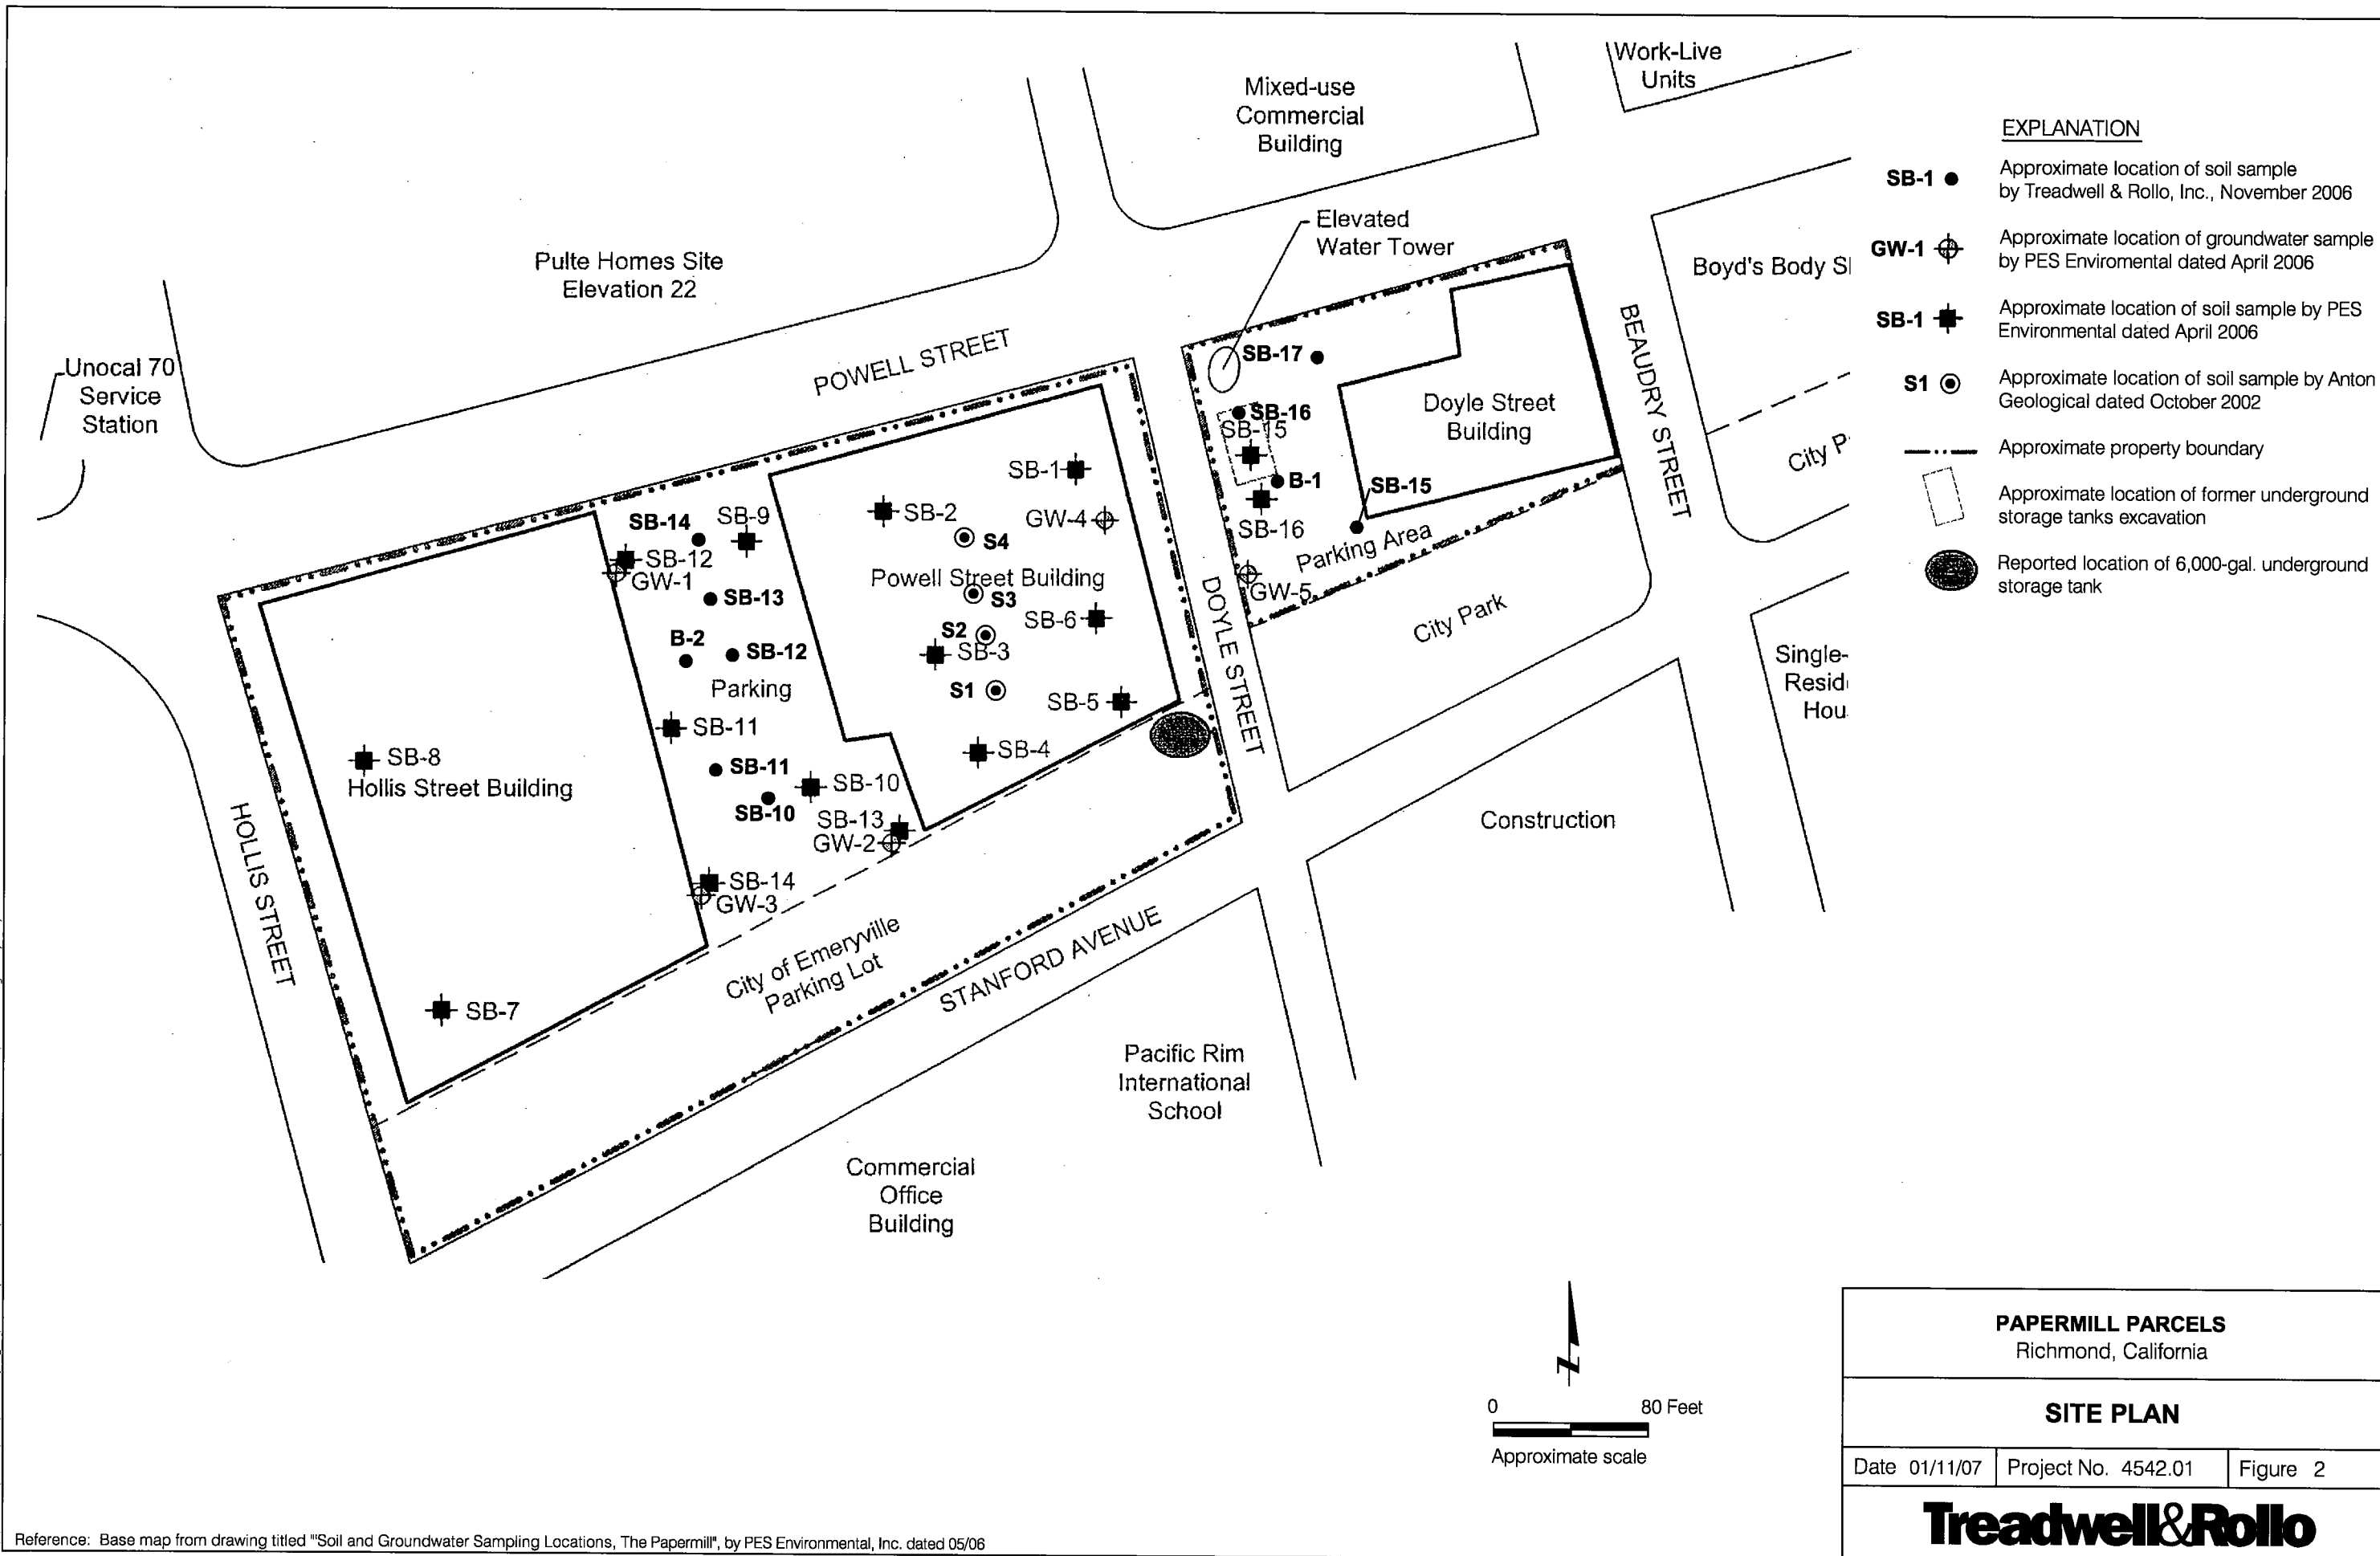 Work-Live
Units
Mixed-use
Commercial
Building
Elevated
Water Tower
Pulte Homes Site
Elevation 22
Boyd's Body
Unocal 70
Service
Station
POWELL STREET
BEAUDRY STREET
SB-17
SB-16
SB-15
Doyle Street
Building
City
SB-1
SB-2
GW-4
S4
B-1
SB-15
SB-16
Parking Area
GW-5
City Park
DOYLE STREET
SB-14
SB-9
SB-12
GW-1
SB-13
B-2
SB-12
Parking
SB-11
SB-11
SB-10
SB-10
SB-13
GW-2
SB-14
GW-3
Powell Street Building
S3
S2
SB-6
SB-3
S1
SB-5
SB-4
Single-
Hollis Street Building
SB-8
SB-7
HOLLIS STREET
Construction
City of Emeryville
Parking Lot
STANFORD AVENUE
Pacific Rim
International
School
Commercial
Office
Building
EXPLANATION
SB-1 Approximate location of soil sample
by Treadwell & Rollo, Inc., November 2006
GW-1 Approximate location of groundwater sample
by PES Enviromental dated April 2006
SB-1 Approximate location of soil sample by PES
Environmental dated April 2006
S1 Approximate location of soil sample by Anton
Geological dated October 2002
Approximate property boundary
Approximate location of former underground
storage tanks excavation
Reported location of 6,000-gal. underground
storage tank
0 80 Feet
Approximate scale
PAPERMILL PARCELS
Richmond, California
SITE PLAN
Date 01/11/07 Project No. 4542.01 Figure 2
Treadwell&Rollo
Reference: Base map from drawing titled "'Soil and Groundwater Sampling Locations, The Papermill", by PES Environmental, Inc. dated 05/06